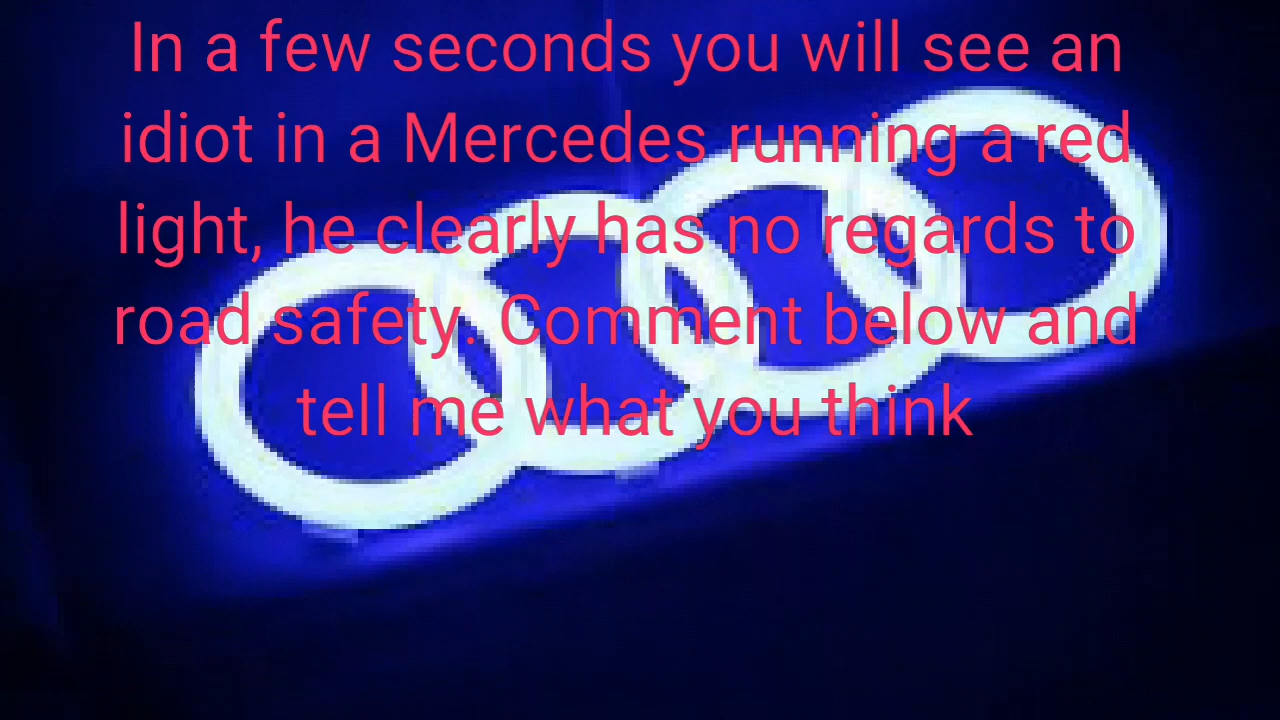 In a few seconds you will see an
idiot in a Mercedes running a red
light, he clearly has no regards to
road safety. Comment below and
tell me what you think